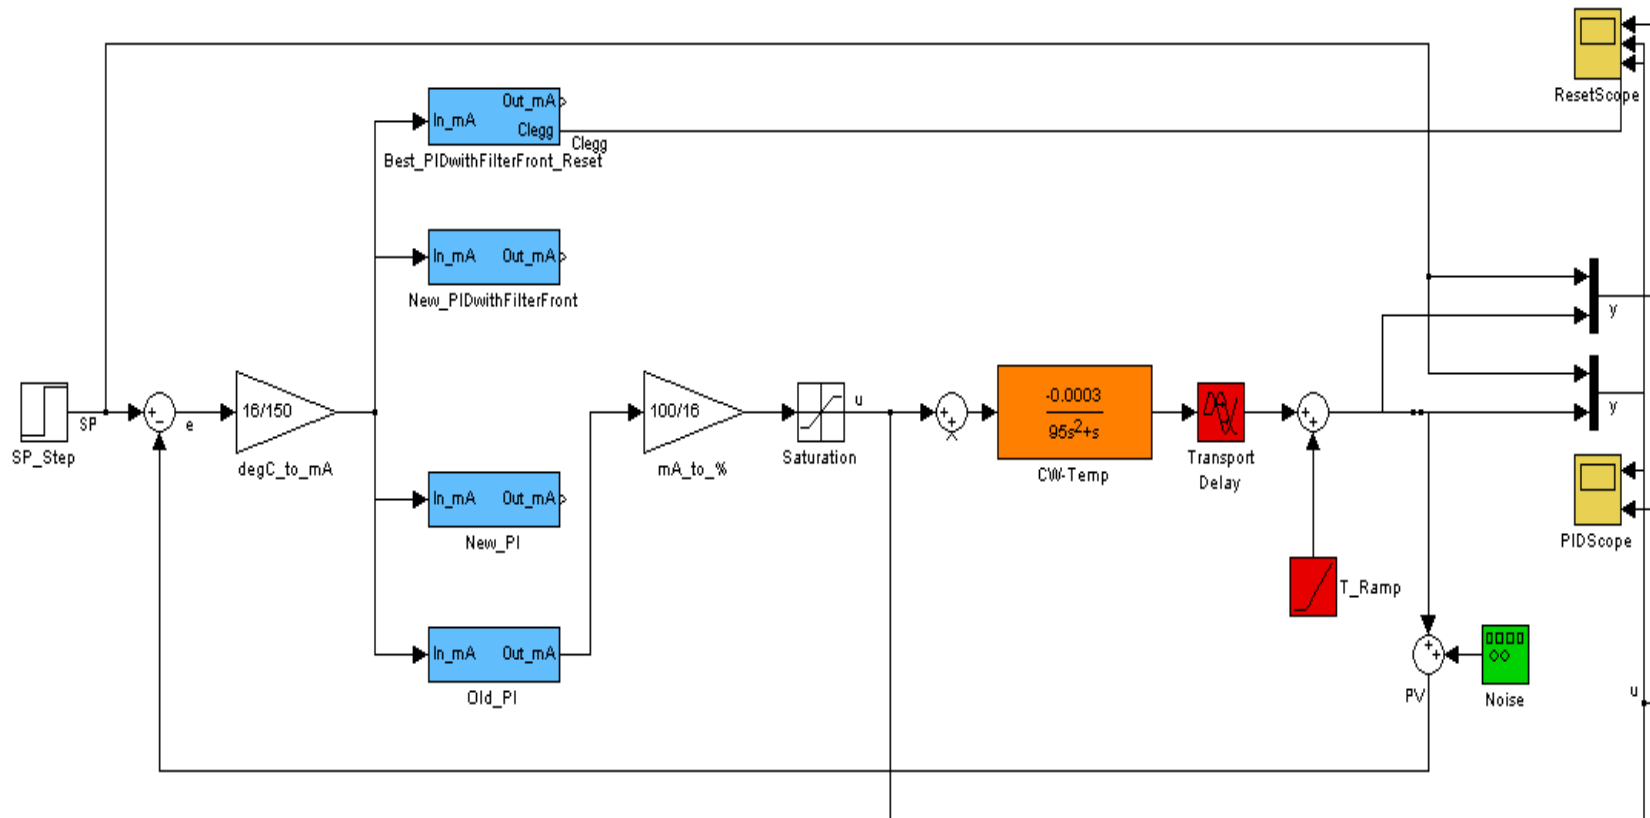 ResetScope
Out_mA
In_mA
Clegg
Clegg
Best_PIDwithFilterFront_Reset
In_mA Out_mA
New_PIDwithFilterFront
y
SP_Step
SP
+
−
e
16/150
degC_to_mA
100/16
mA_to_%
Saturation
u
+
+
-0.0003
95s²+s
CW-Temp
Transport
Delay
+
+
y
In_mA Out_mA
New_PI
PIDScope
T_Ramp
In_mA Out_mA
Old_PI
+
+
PV
Noise
u